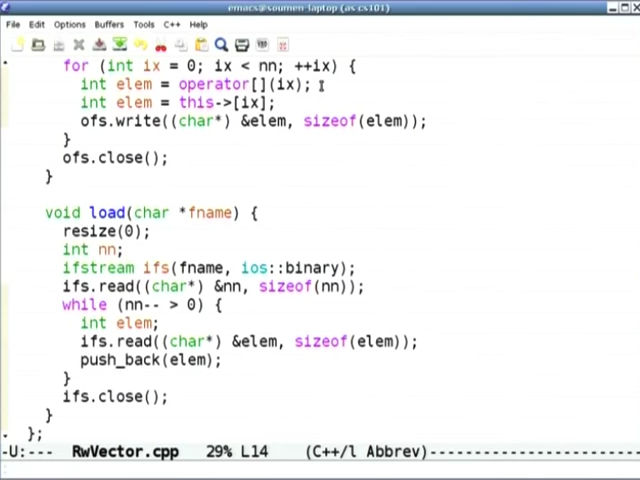 emacs@soumen-laptop (as cs101)
File Edit Options Buffers Tools C++ Help
for (int ix = 0; ix < nn; ++ix) {
int elem = operator[](ix);
int elem = this->[ix];
ofs.write((char*) &elem, sizeof(elem));
}
ofs.close();
}
void load(char *fname) {
resize(0);
int nn;
ifstream ifs(fname, ios::binary);
ifs.read((char*) &nn, sizeof(nn));
while (nn-- > 0) {
int elem;
ifs.read((char*) &elem, sizeof(elem));
push_back(elem);
}
ifs.close();
}
};
-U:--- RwVector.cpp 29% L14 (C++/l Abbrev)--------------------